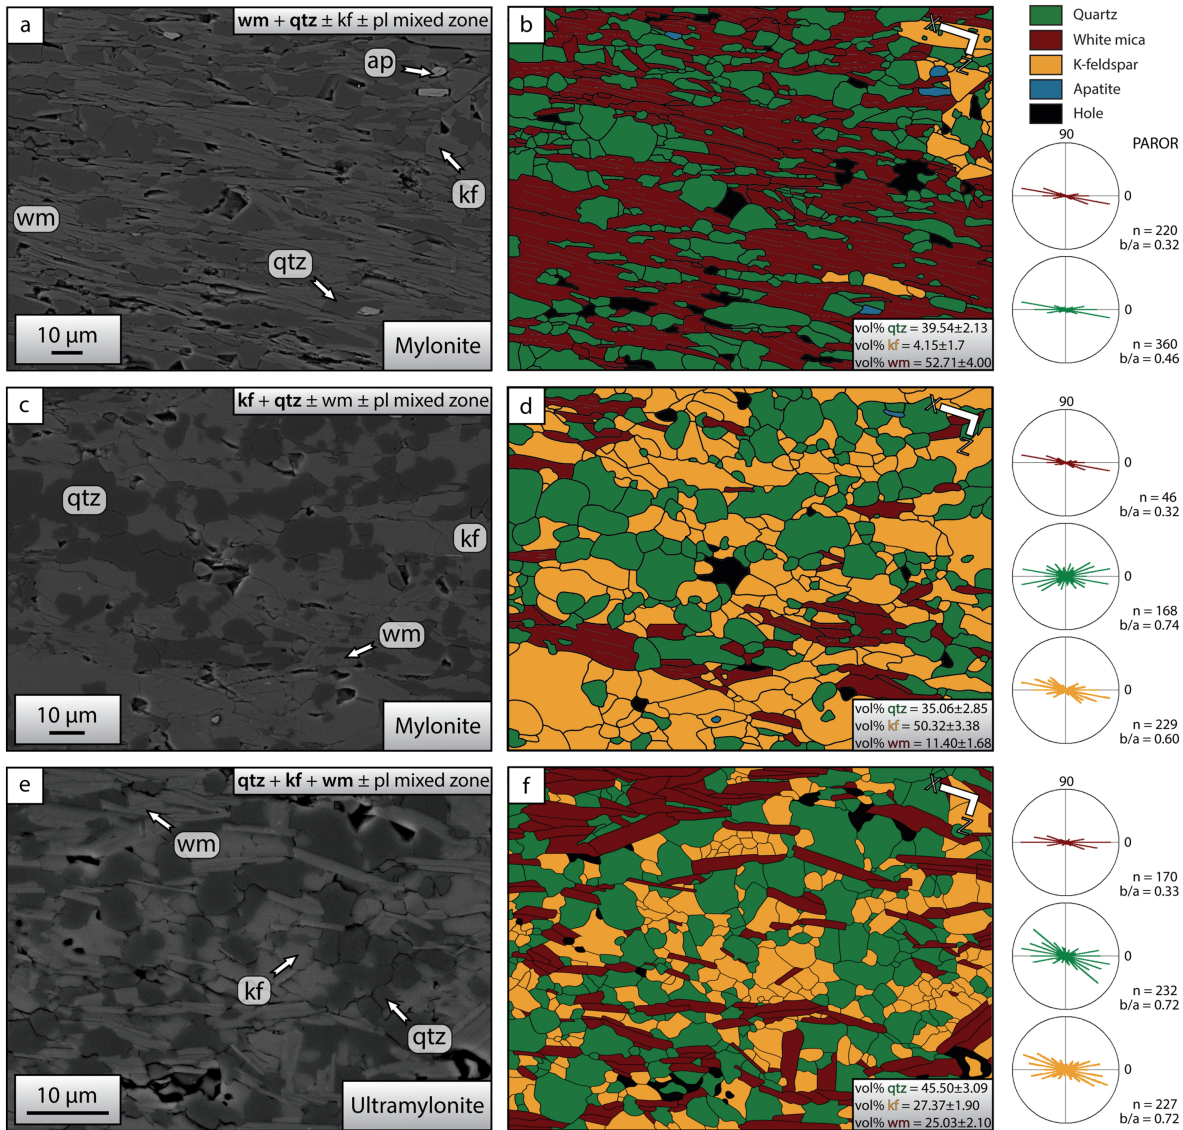 a
wm + qtz ± kf ± pl mixed zone
ap
kf
wm
qtz
10 µm
Mylonite
b
X
Z
vol% qtz = 39.54±2.13
vol% kf = 4.15±1.7
vol% wm = 52.71±4.00
Quartz
White mica
K-feldspar
Apatite
Hole
90
PAROR
0
n = 220
b/a = 0.32
0
n = 360
b/a = 0.46
c
kf + qtz ± wm ± pl mixed zone
qtz
kf
wm
10 µm
Mylonite
d
X
Z
vol% qtz = 35.06±2.85
vol% kf = 50.32±3.38
vol% wm = 11.40±1.68
90
0
n = 46
b/a = 0.32
0
n = 168
b/a = 0.74
0
n = 229
b/a = 0.60
e
qtz + kf + wm ± pl mixed zone
wm
kf
qtz
10 µm
Ultramylonite
f
X
Z
vol% qtz = 45.50±3.09
vol% kf = 27.37±1.90
vol% wm = 25.03±2.10
90
0
n = 170
b/a = 0.33
0
n = 232
b/a = 0.72
0
n = 227
b/a = 0.72